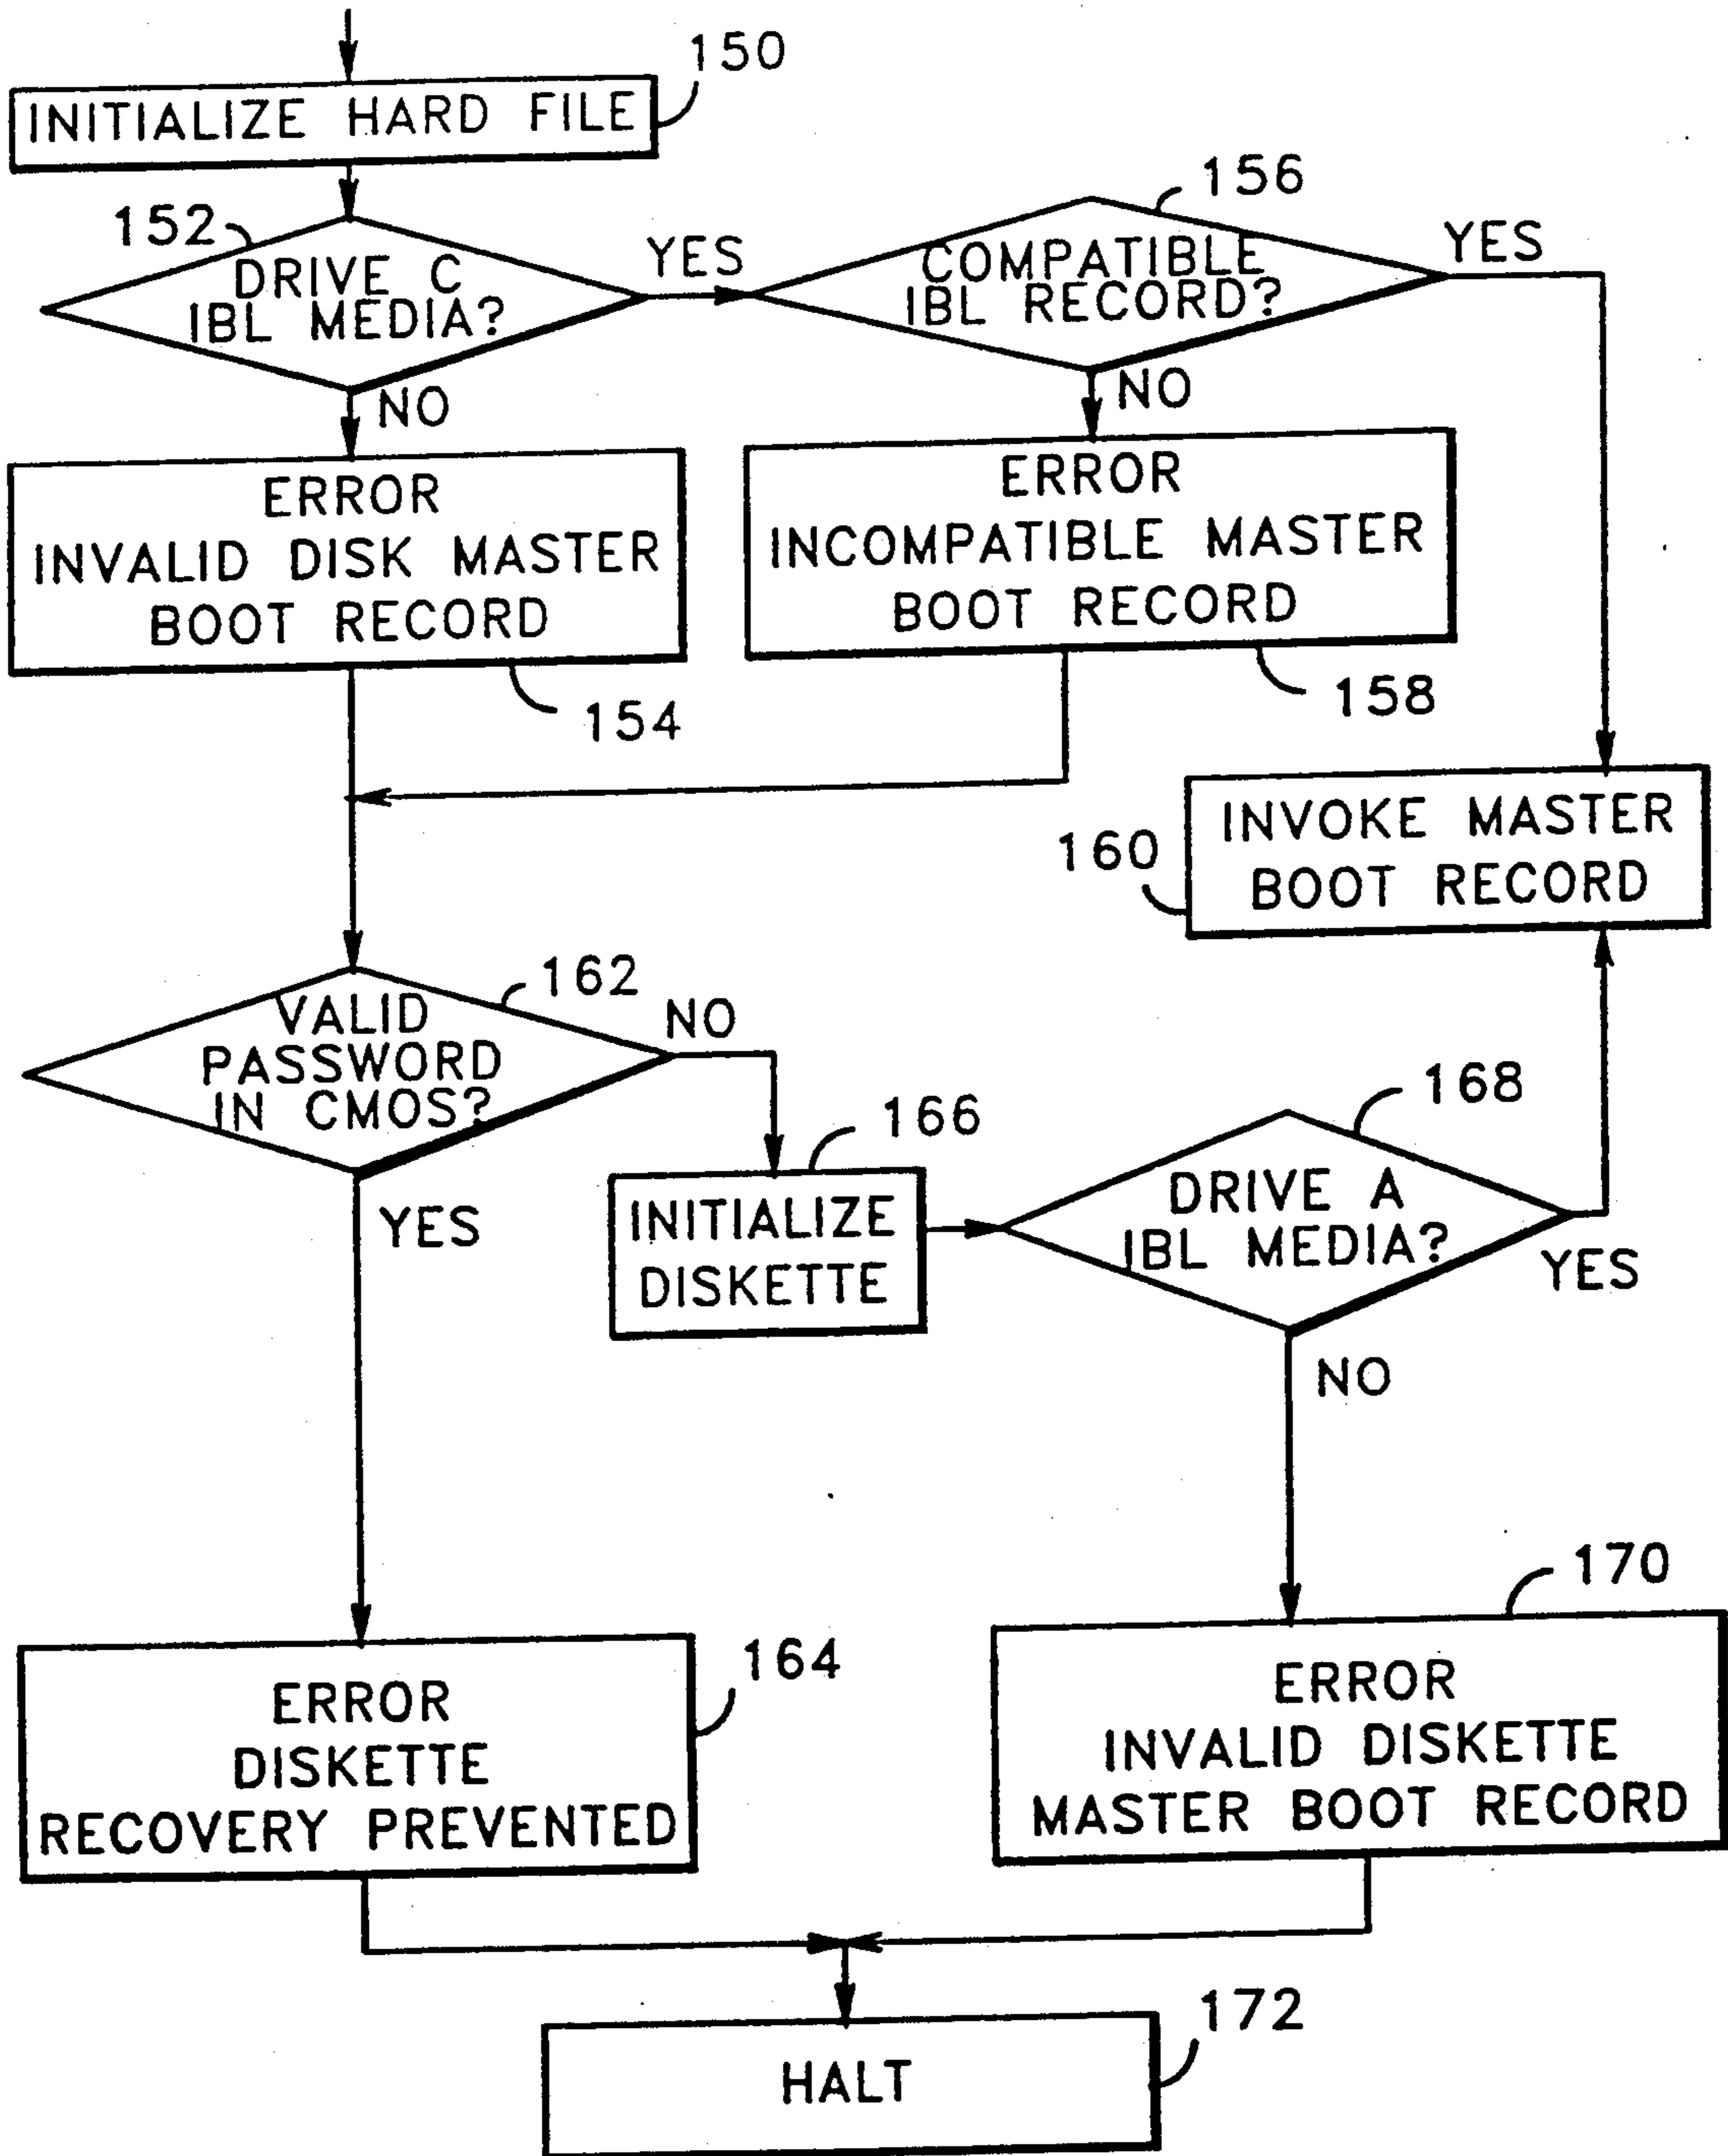 150
INITIALIZE HARD FILE
152
DRIVE C
IBL MEDIA?
YES
156
COMPATIBLE
IBL RECORD?
YES
NO
NO
ERROR
INVALID DISK MASTER
BOOT RECORD
154
ERROR
INCOMPATIBLE MASTER
BOOT RECORD
158
160
INVOKE MASTER
BOOT RECORD
162
VALID
PASSWORD
IN CMOS?
NO
YES
166
INITIALIZE
DISKETTE
168
DRIVE A
IBL MEDIA?
YES
NO
164
ERROR
DISKETTE
RECOVERY PREVENTED
170
ERROR
INVALID DISKETTE
MASTER BOOT RECORD
172
HALT